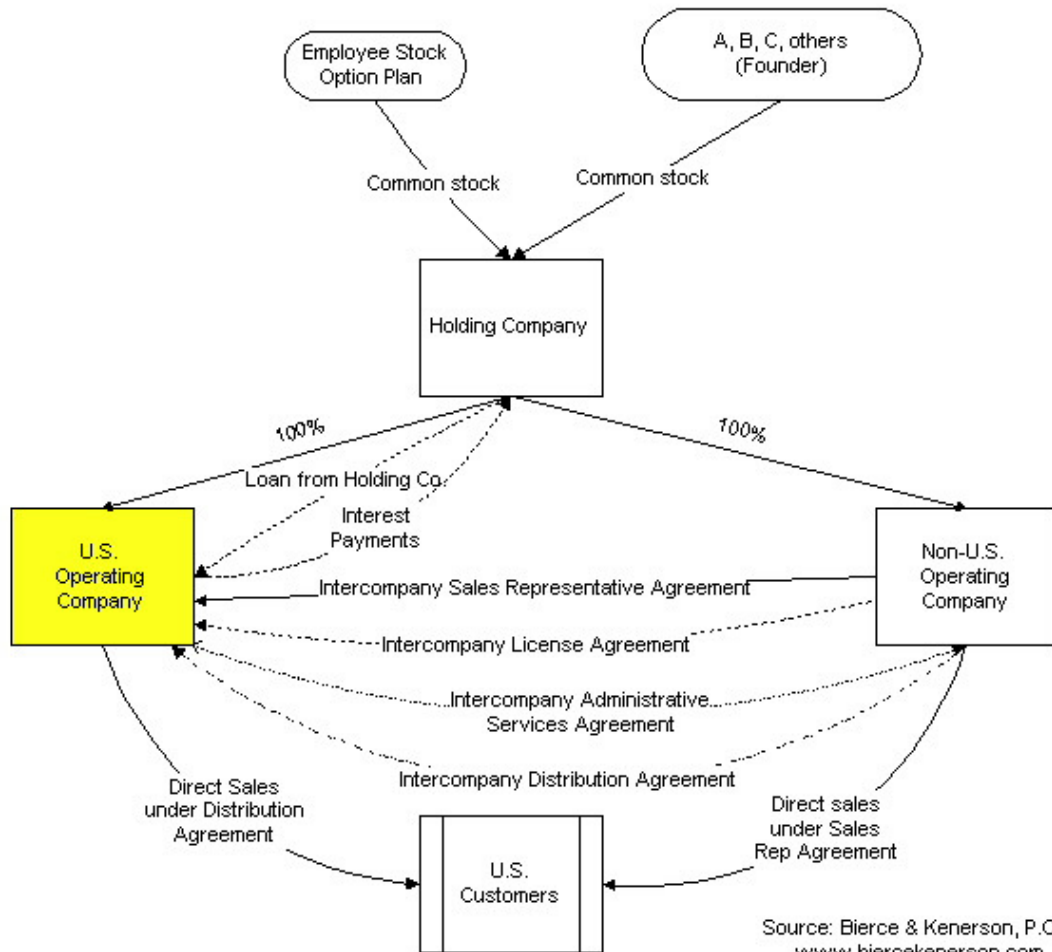 Employee Stock
Option Plan
A, B, C, others
(Founder)
Common stock
Common stock
Holding Company
100%
100%
Loan from Holding Co.
Interest
Payments
U.S.
Operating
Company
Non-U.S.
Operating
Company
Intercompany Sales Representative Agreement
Intercompany License Agreement
Intercompany Administrative
Services Agreement
Intercompany Distribution Agreement
Direct Sales
under Distribution
Agreement
Direct sales
under Sales
Rep Agreement
U.S.
Customers
Source: Bierce & Kenerson, P.C